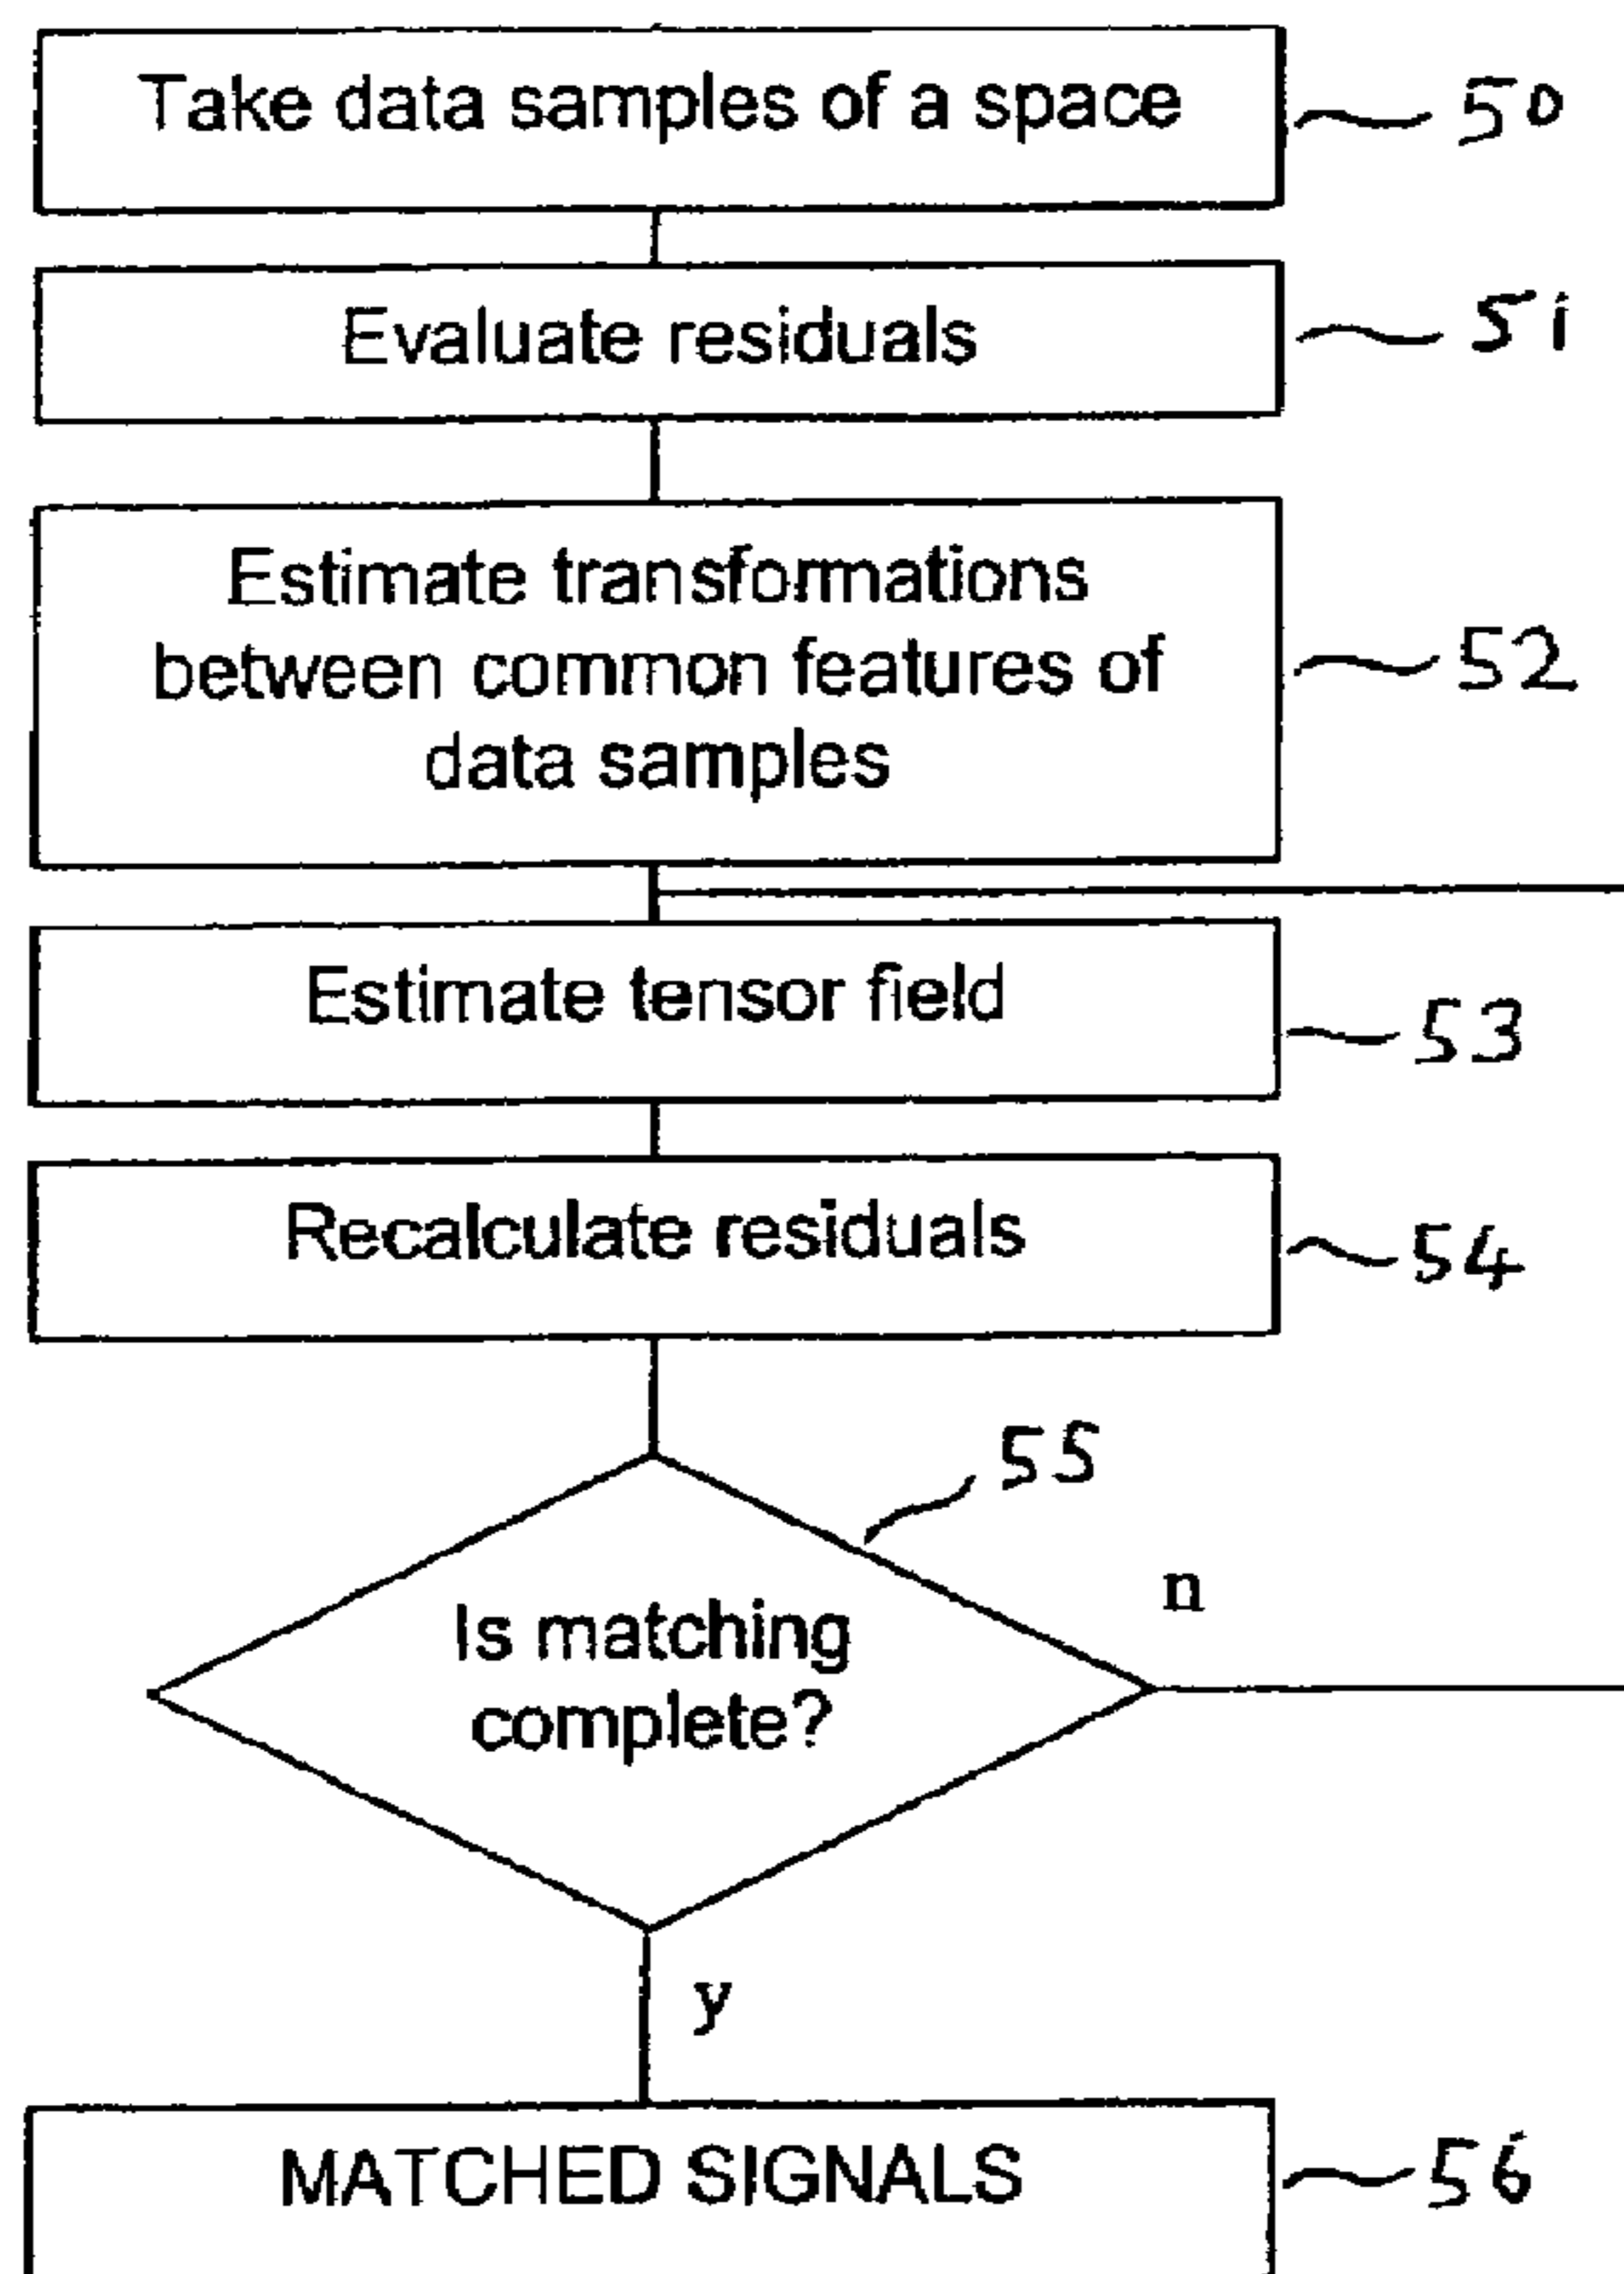 Take data samples of a space
50
Evaluate residuals
51
Estimate transformations
between common features of
data samples
52
Estimate tensor field
53
Recalculate residuals
54
55
Is matching
complete?
n
y
MATCHED SIGNALS
56